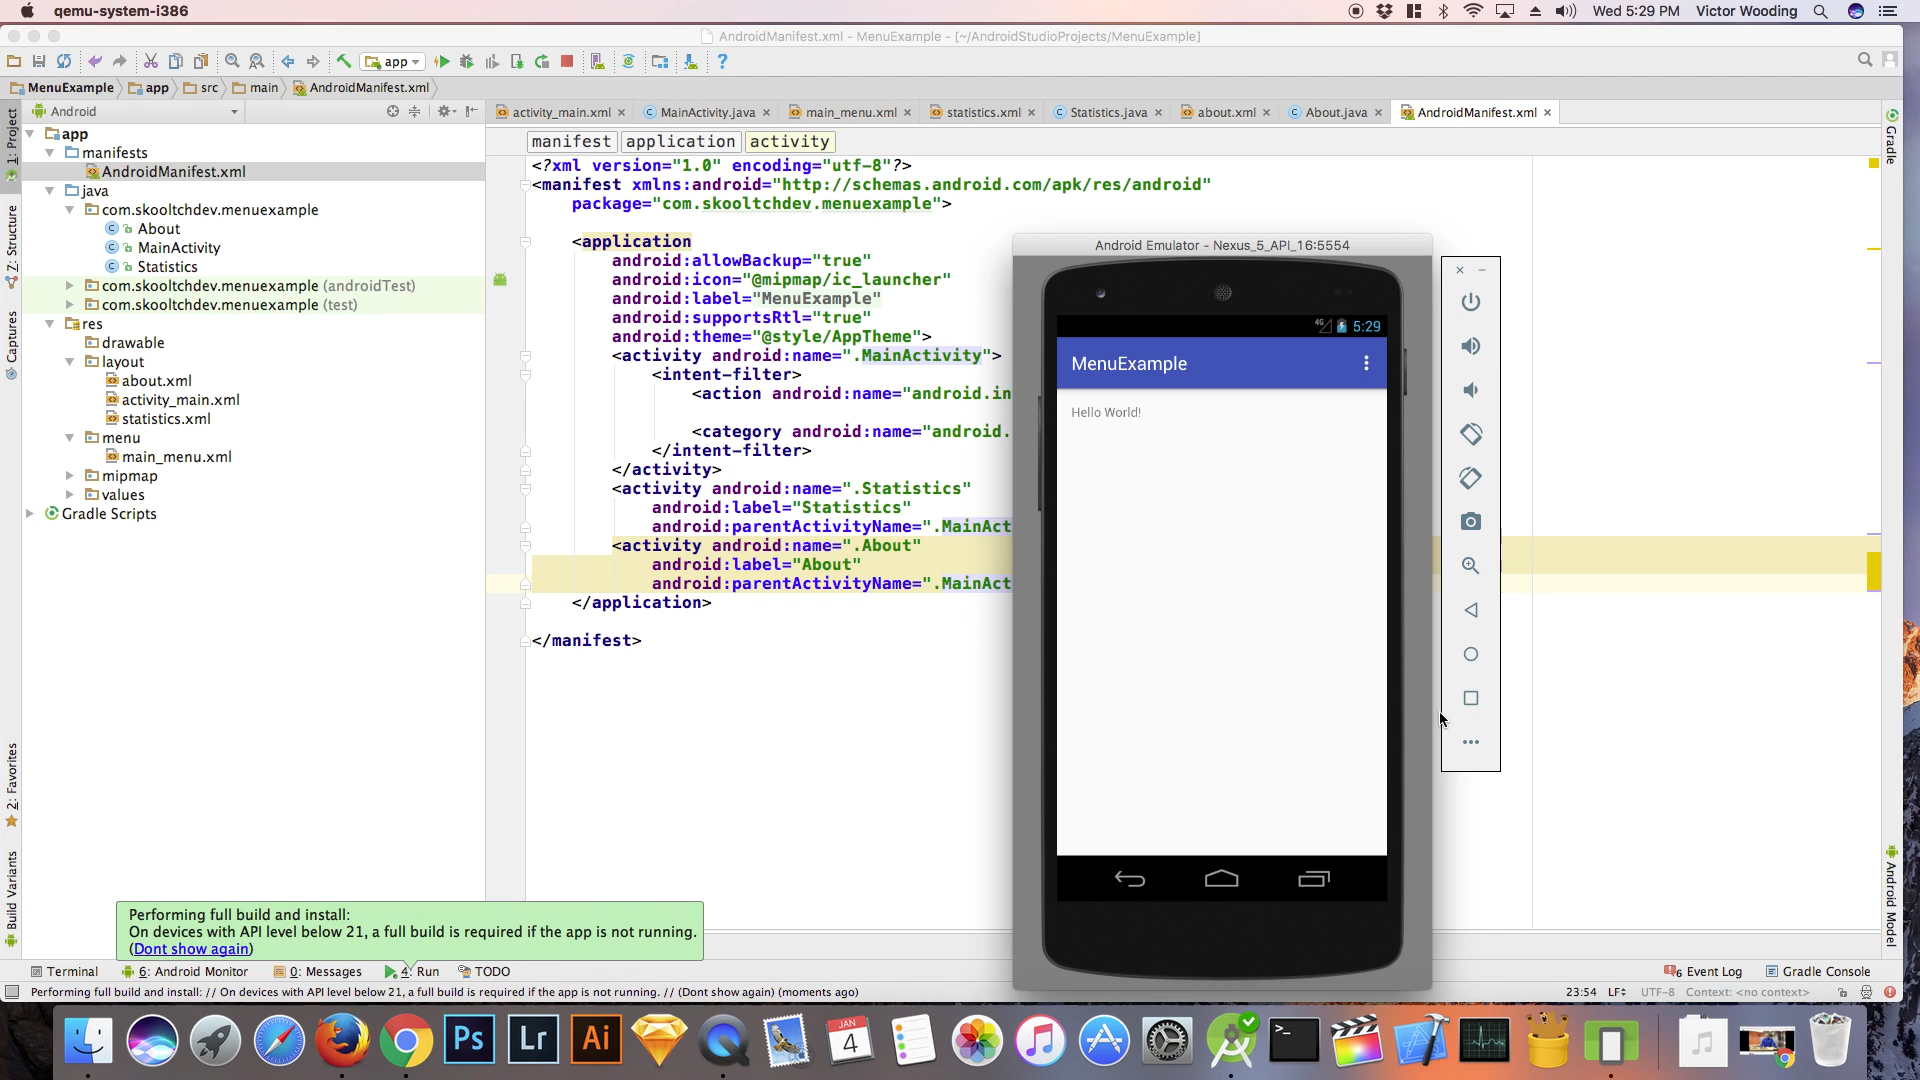 qemu-system-i386
Wed 5:29 PM
Victor Wooding
AndroidManifest.xml - MenuExample - [~/AndroidStudioProjects/MenuExample]
app
?
MenuExample
app
src
main
AndroidManifest.xml
Android
activity_main.xml
MainActivity.java
main_menu.xml
statistics.xml
Statistics.java
about.xml
About.java
AndroidManifest.xml
1: Project
Z: Structure
Captures
2: Favorites
Build Variants
Gradle
Android Model
app
manifests
AndroidManifest.xml
java
com.skooltchdev.menuexample
About
MainActivity
Statistics
com.skooltchdev.menuexample (androidTest)
com.skooltchdev.menuexample (test)
res
drawable
layout
about.xml
activity_main.xml
statistics.xml
menu
main_menu.xml
mipmap
values
Gradle Scripts
manifest application activity
<?xml version="1.0" encoding="utf-8"?>
<manifest xmlns:android="http://schemas.android.com/apk/res/android"
package="com.skooltchdev.menuexample">
<application
android:allowBackup="true"
android:icon="@mipmap/ic_launcher"
android:label="MenuExample"
android:supportsRtl="true"
android:theme="@style/AppTheme">
<activity android:name=".MainActivity">
<intent-filter>
<action android:name="android.in
<category android:name="android.
</intent-filter>
</activity>
<activity android:name=".Statistics"
android:label="Statistics"
android:parentActivityName=".MainAct
<activity android:name=".About"
android:label="About"
android:parentActivityName=".MainAct
</application>
</manifest>
Android Emulator - Nexus_5_API_16:5554
4G
5:29
MenuExample
Hello World!
Performing full build and install:
On devices with API level below 21, a full build is required if the app is not running.
(Dont show again)
Terminal
6: Android Monitor
0: Messages
4: Run
TODO
6 Event Log
Gradle Console
Performing full build and install: // On devices with API level below 21, a full build is required if the app is not running. // (Dont show again) (moments ago)
23:54
LF
UTF-8
Context: <no context>
Ps
Lr
Ai
JAN
4